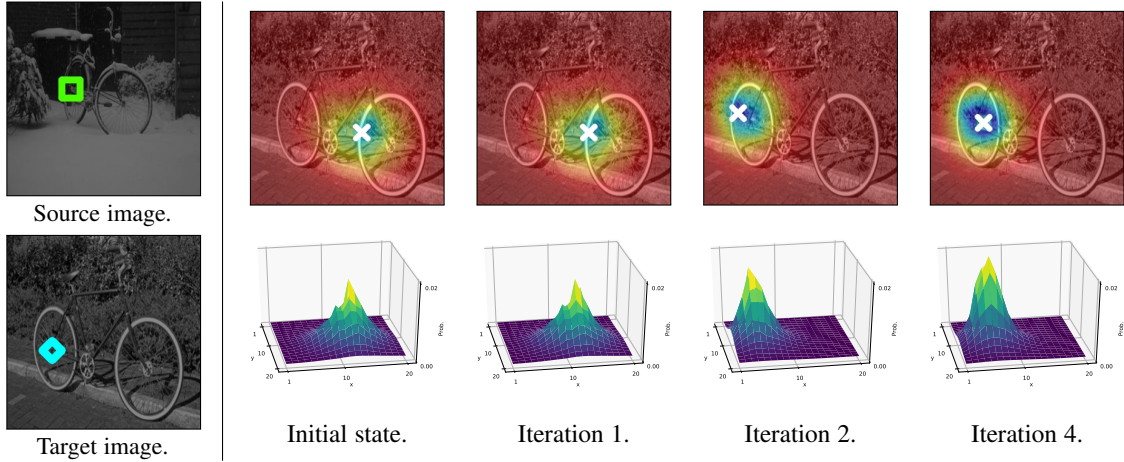 Source image.
Target image.
0.02
Prob.
0.00
1
y
10
20
1
10
x
20
0.02
Prob.
0.00
1
y
10
20
1
10
x
20
0.02
Prob.
0.00
1
y
10
20
1
10
x
20
0.02
Prob.
0.00
1
y
10
20
1
10
x
20
Initial state.
Iteration 1.
Iteration 2.
Iteration 4.